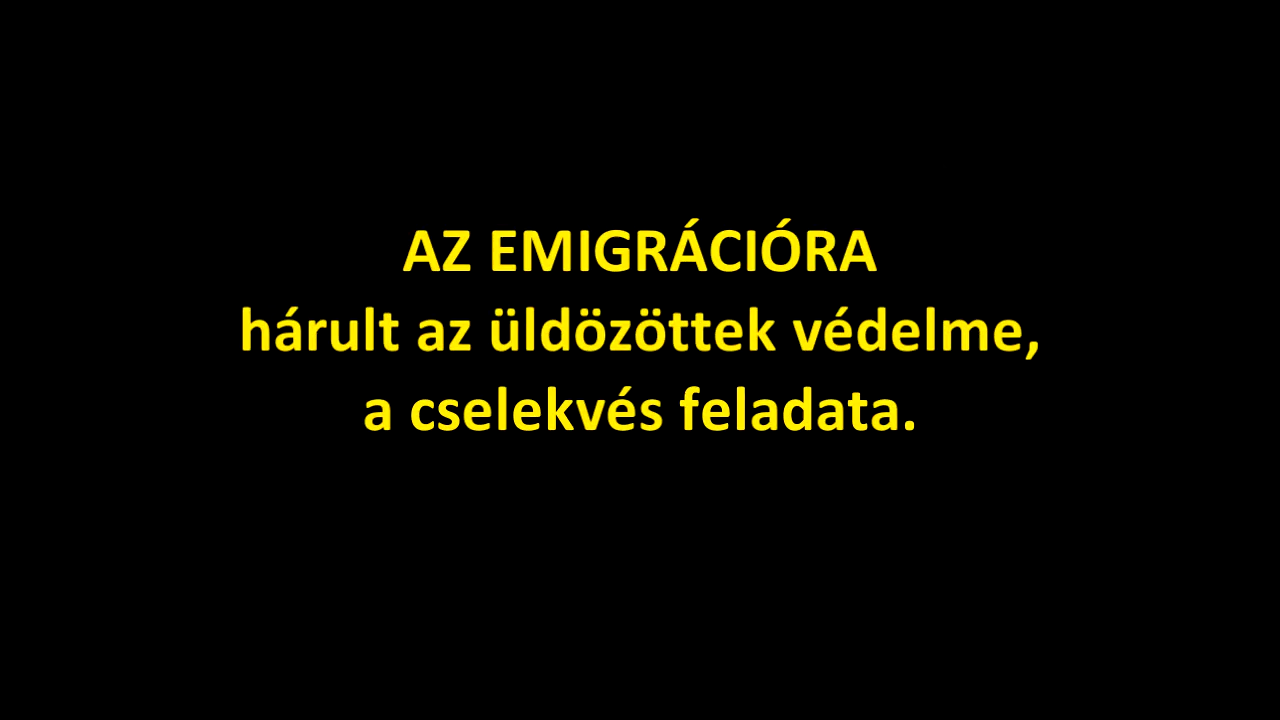 AZ EMIGRÁCIÓRA
hárult az üldözöttek védelme,
a cselekvés feladata.